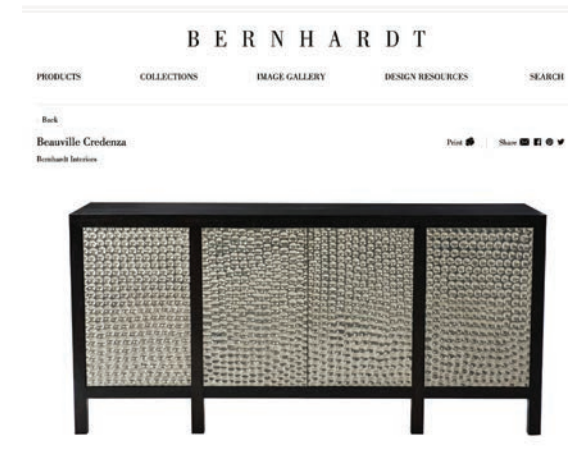 BERNHARDT
PRODUCTS COLLECTIONS IMAGE GALLERY DESIGN RESOURCES SEARCH
Back
Beauville Credenza
Print Share
Bernhardt Interiors